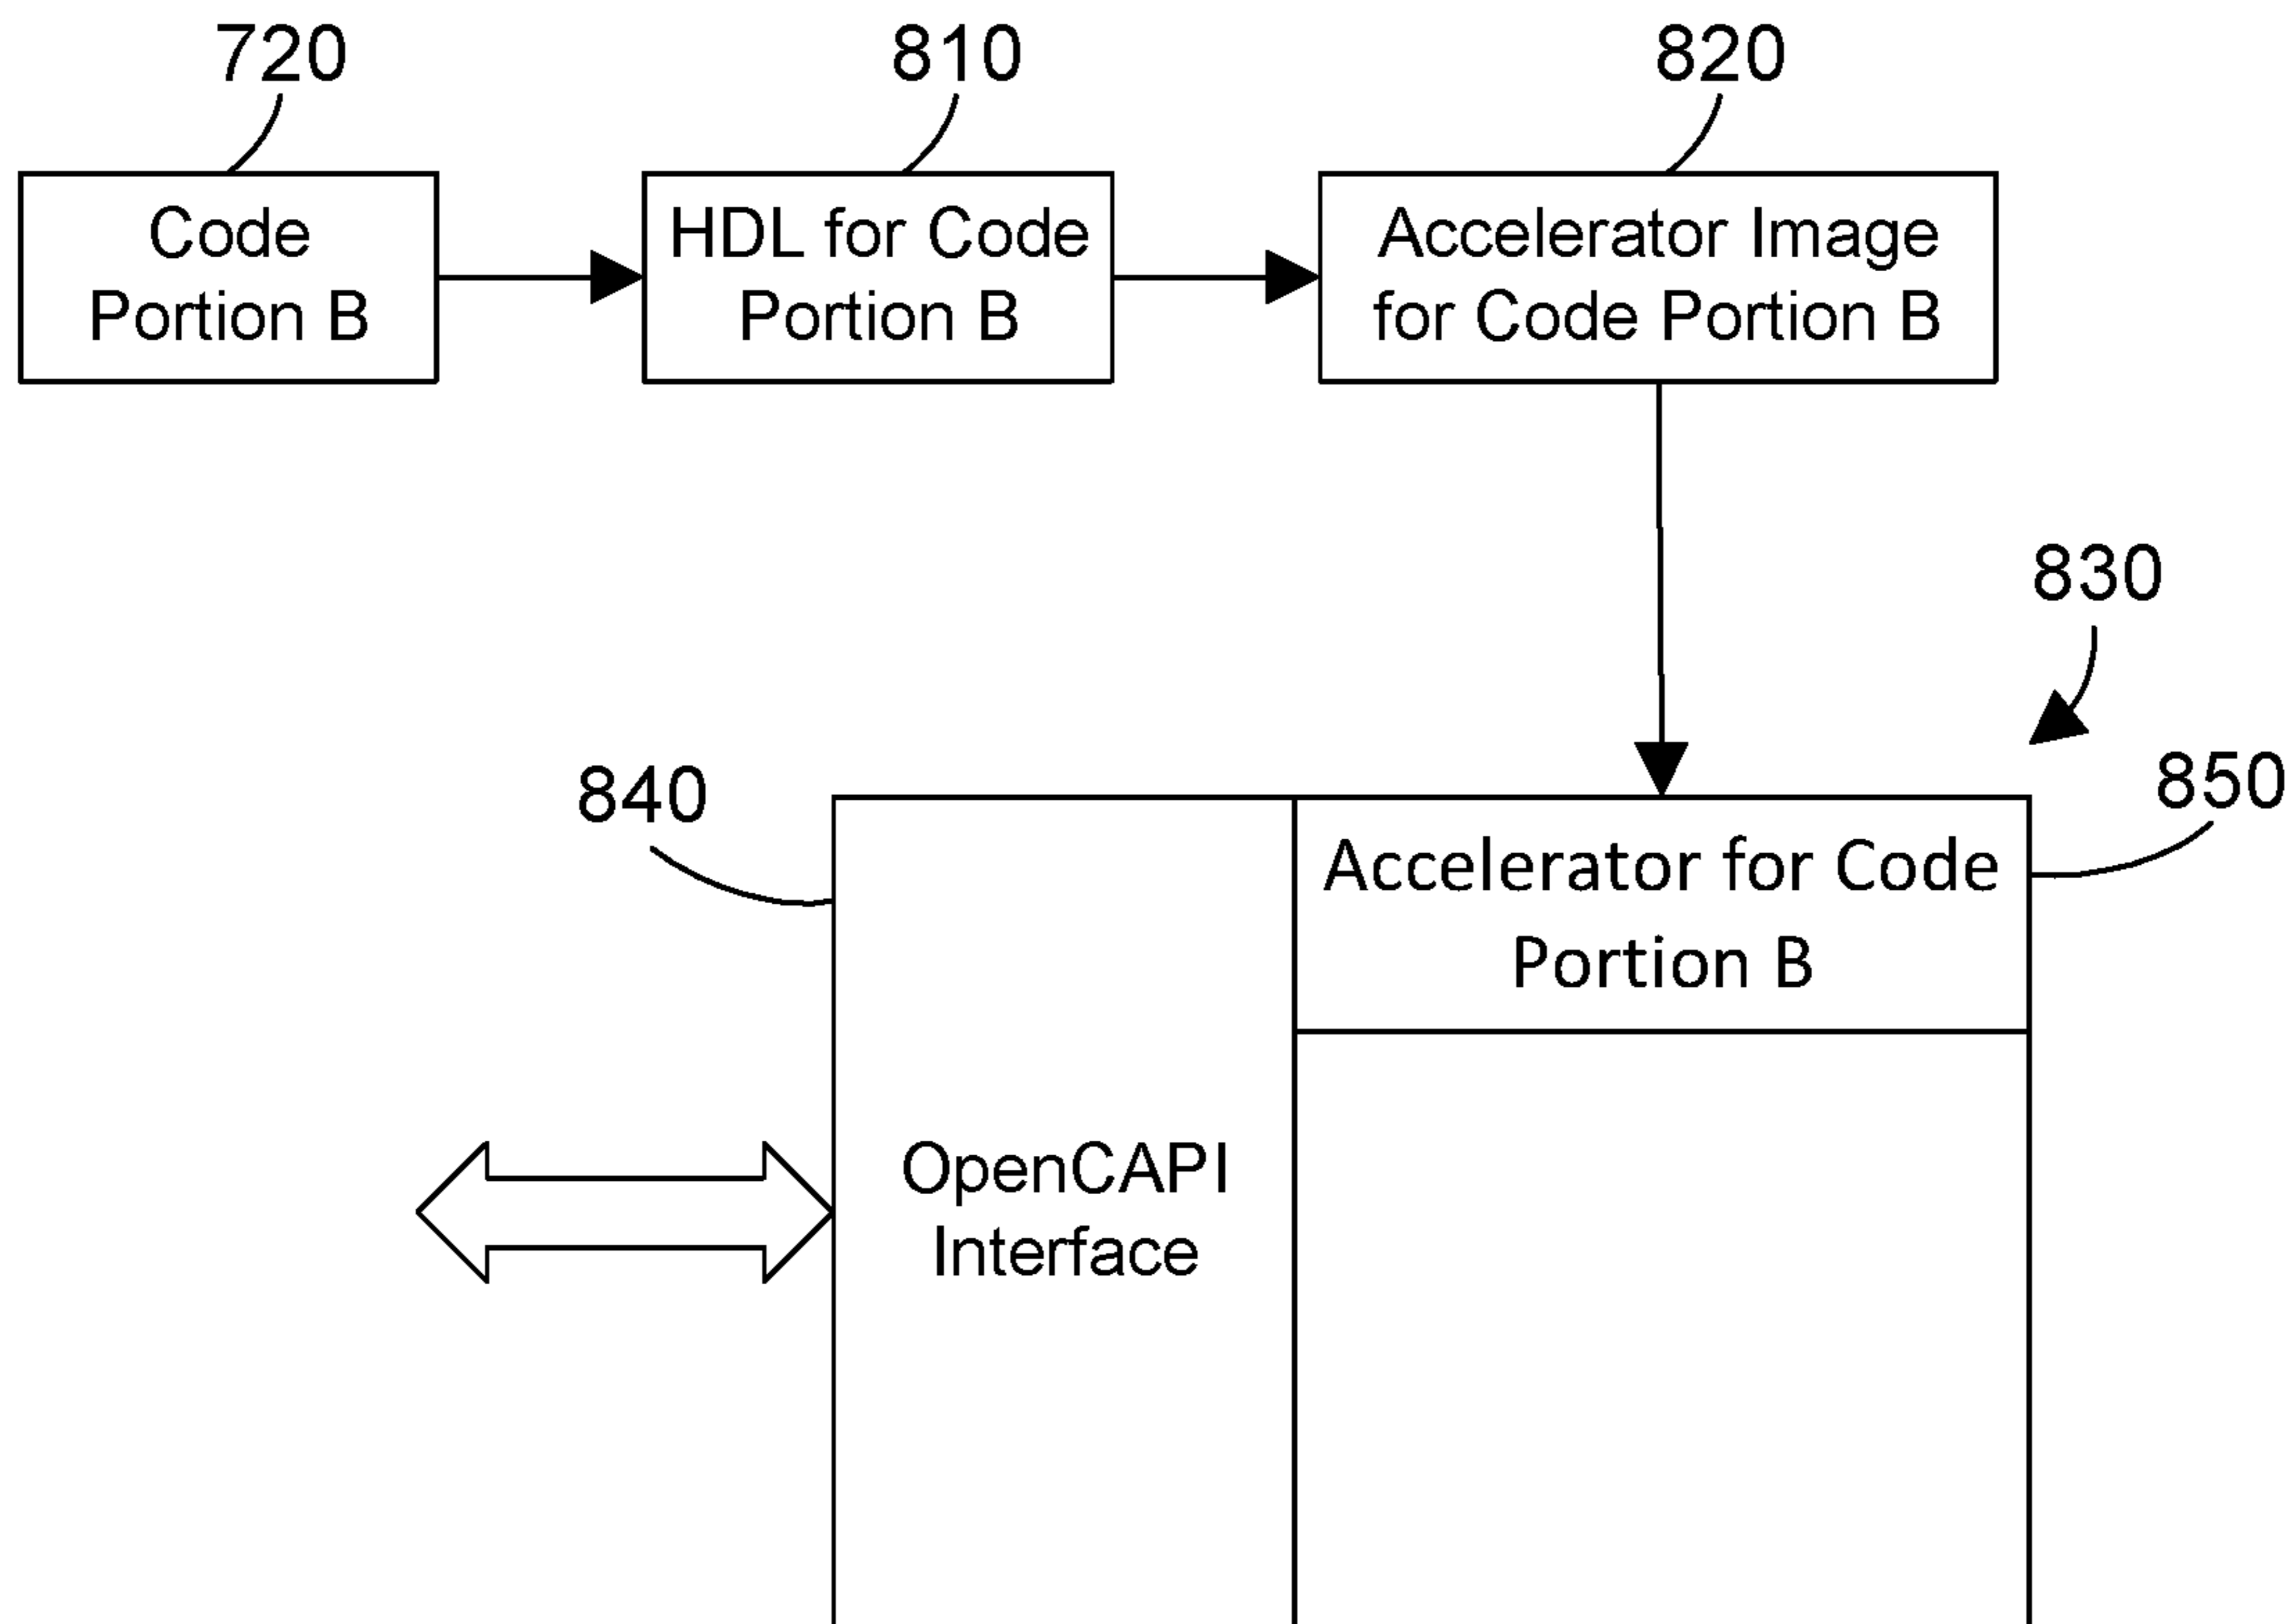 720
810
820
Code
Portion B
HDL for Code
Portion B
Accelerator Image
for Code Portion B
830
840
850
Accelerator for Code
Portion B
OpenCAPI
Interface